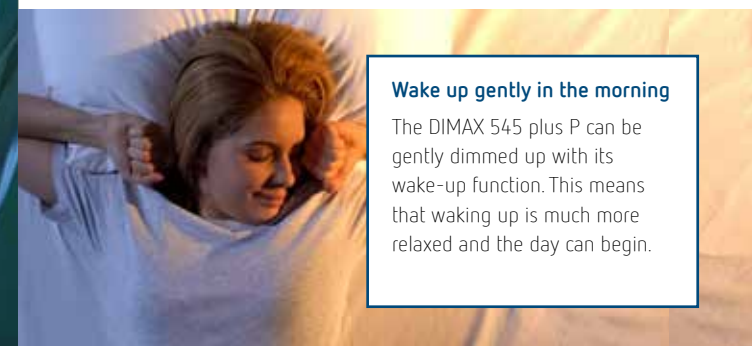 Wake up gently in the morning
The DIMAX 545 plus P can be
gently dimmed up with its
wake-up function. This means
that waking up is much more
relaxed and the day can begin.